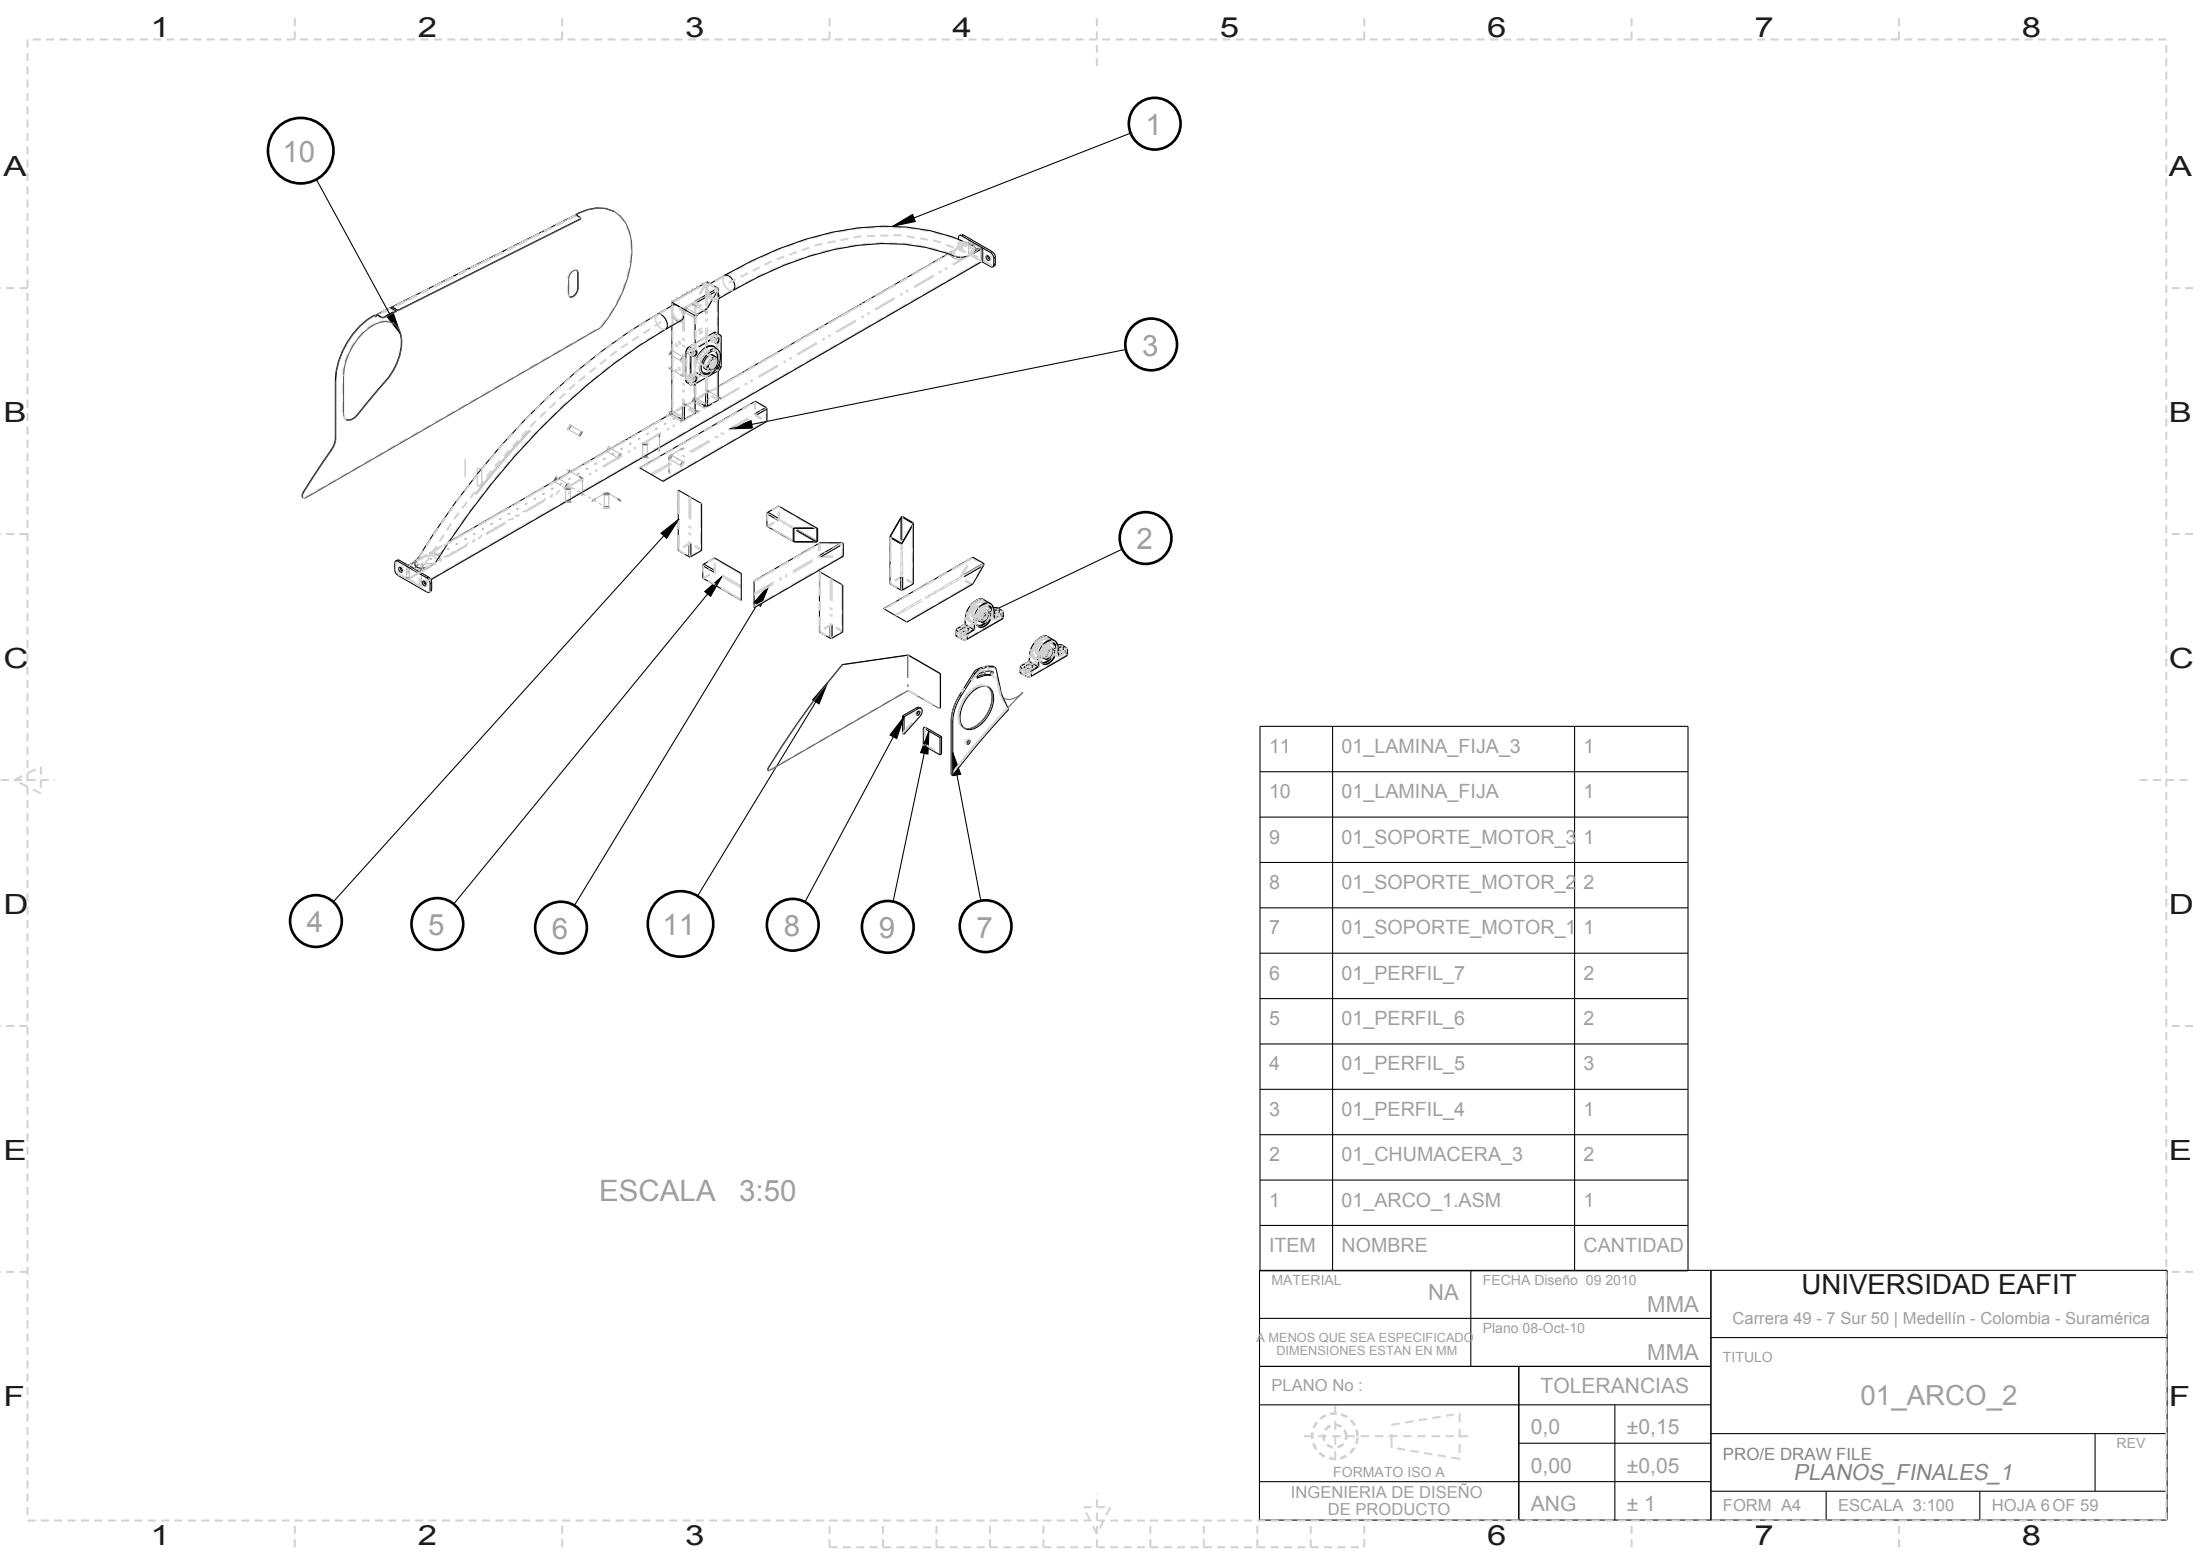 1 2 3 4 5 6 7 8
A A
B B
C C
D D
E E
F F
10
1
3
2
4 5 6 11 8 9 7
ESCALA 3:50
11 01_LAMINA_FIJA_3 1
10 01_LAMINA_FIJA 1
9 01_SOPORTE_MOTOR_3 1
8 01_SOPORTE_MOTOR_2 2
7 01_SOPORTE_MOTOR_1 1
6 01_PERFIL_7 2
5 01_PERFIL_6 2
4 01_PERFIL_5 3
3 01_PERFIL_4 1
2 01_CHUMACERA_3 2
1 01_ARCO_1.ASM 1
ITEM NOMBRE CANTIDAD
MATERIAL NA
FECHA Diseño 09 2010
MMA
A MENOS QUE SEA ESPECIFICADO
DIMENSIONES ESTAN EN MM
Plano 08-Oct-10
MMA
PLANO No :
TOLERANCIAS
0,0 ±0,15
0,00 ±0,05
ANG ± 1
FORMATO ISO A
INGENIERIA DE DISEÑO
DE PRODUCTO
UNIVERSIDAD EAFIT
Carrera 49 - 7 Sur 50 | Medellín - Colombia - Suramérica
TITULO
01_ARCO_2
PRO/E DRAW FILE
PLANOS_FINALES_1
REV
FORM A4 ESCALA 3:100 HOJA 6 OF 59
1 2 3 6 7 8